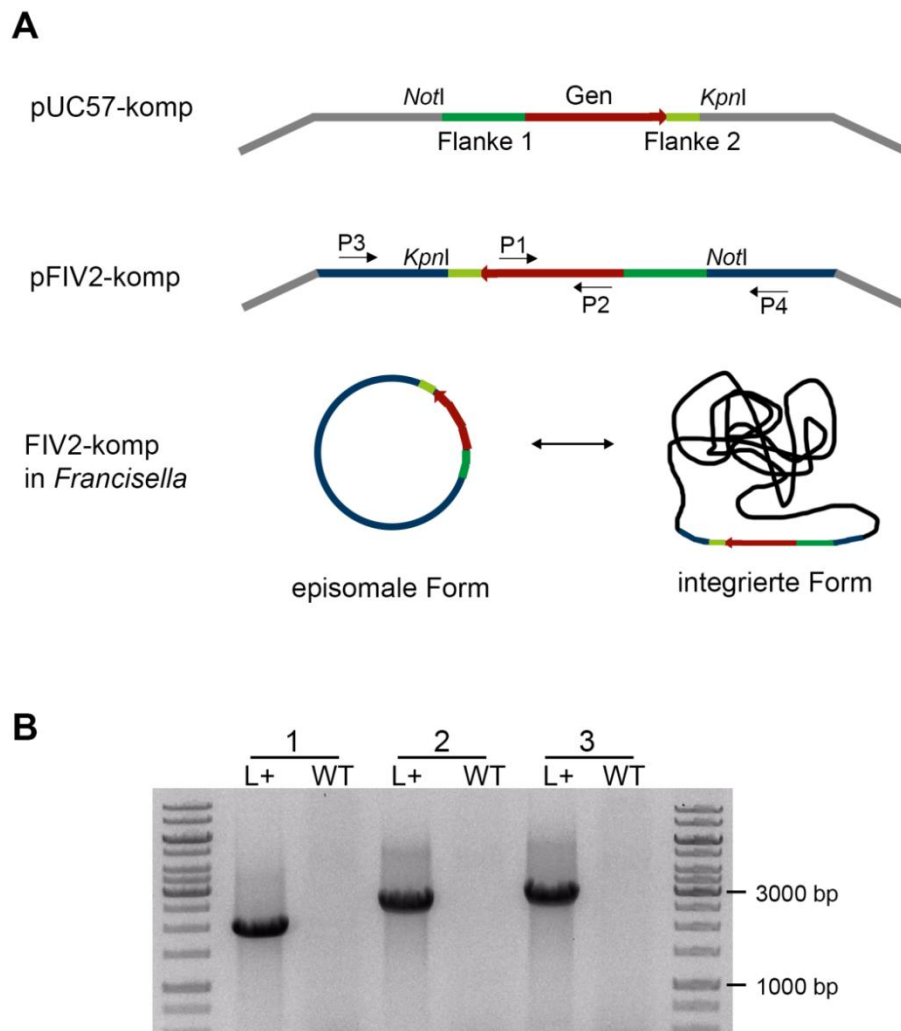 A
pUC57-komp
NotI Gen KpnI
Flanke 1 Flanke 2
pFIV2-komp
P3 KpnI P1 NotI
P2 P4
FIV2-komp
in Francisella
episomale Form
integrierte Form
B
1 2 3
L+ WT L+ WT L+ WT
3000 bp
1000 bp